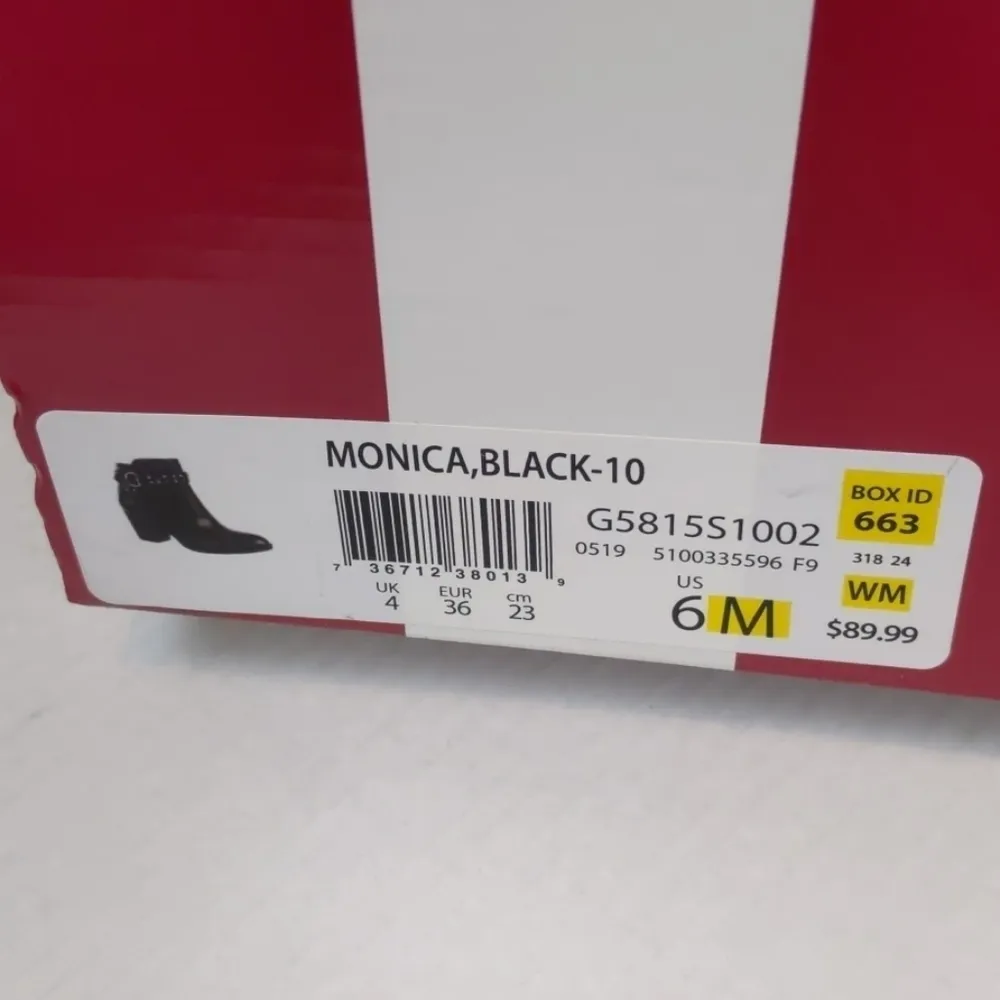 MONICA,BLACK-10
7 36712 38013 9
G5815S1002
0519 5100335596 F9
UK EUR cm
4 36 23
US
6 M
BOX ID
663
318 24
WM
$89.99